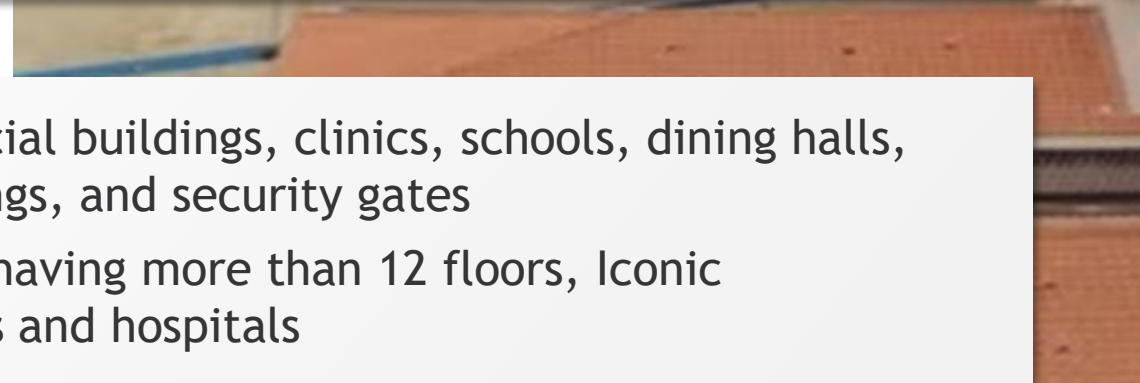 buildings, clinics, schools, dining halls,
and security gates
having more than 12 floors, Iconic
and hospitals